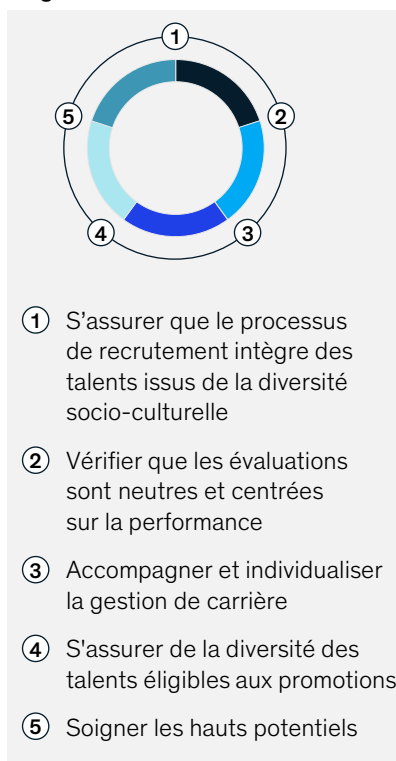 1
5
2
4
3
1 S’assurer que le processus
de recrutement intègre des
talents issus de la diversité
socio-culturelle
2 Vérifier que les évaluations
sont neutres et centrées
sur la performance
3 Accompagner et individualiser
la gestion de carrière
4 S'assurer de la diversité des
talents éligibles aux promotions
5 Soigner les hauts potentiels